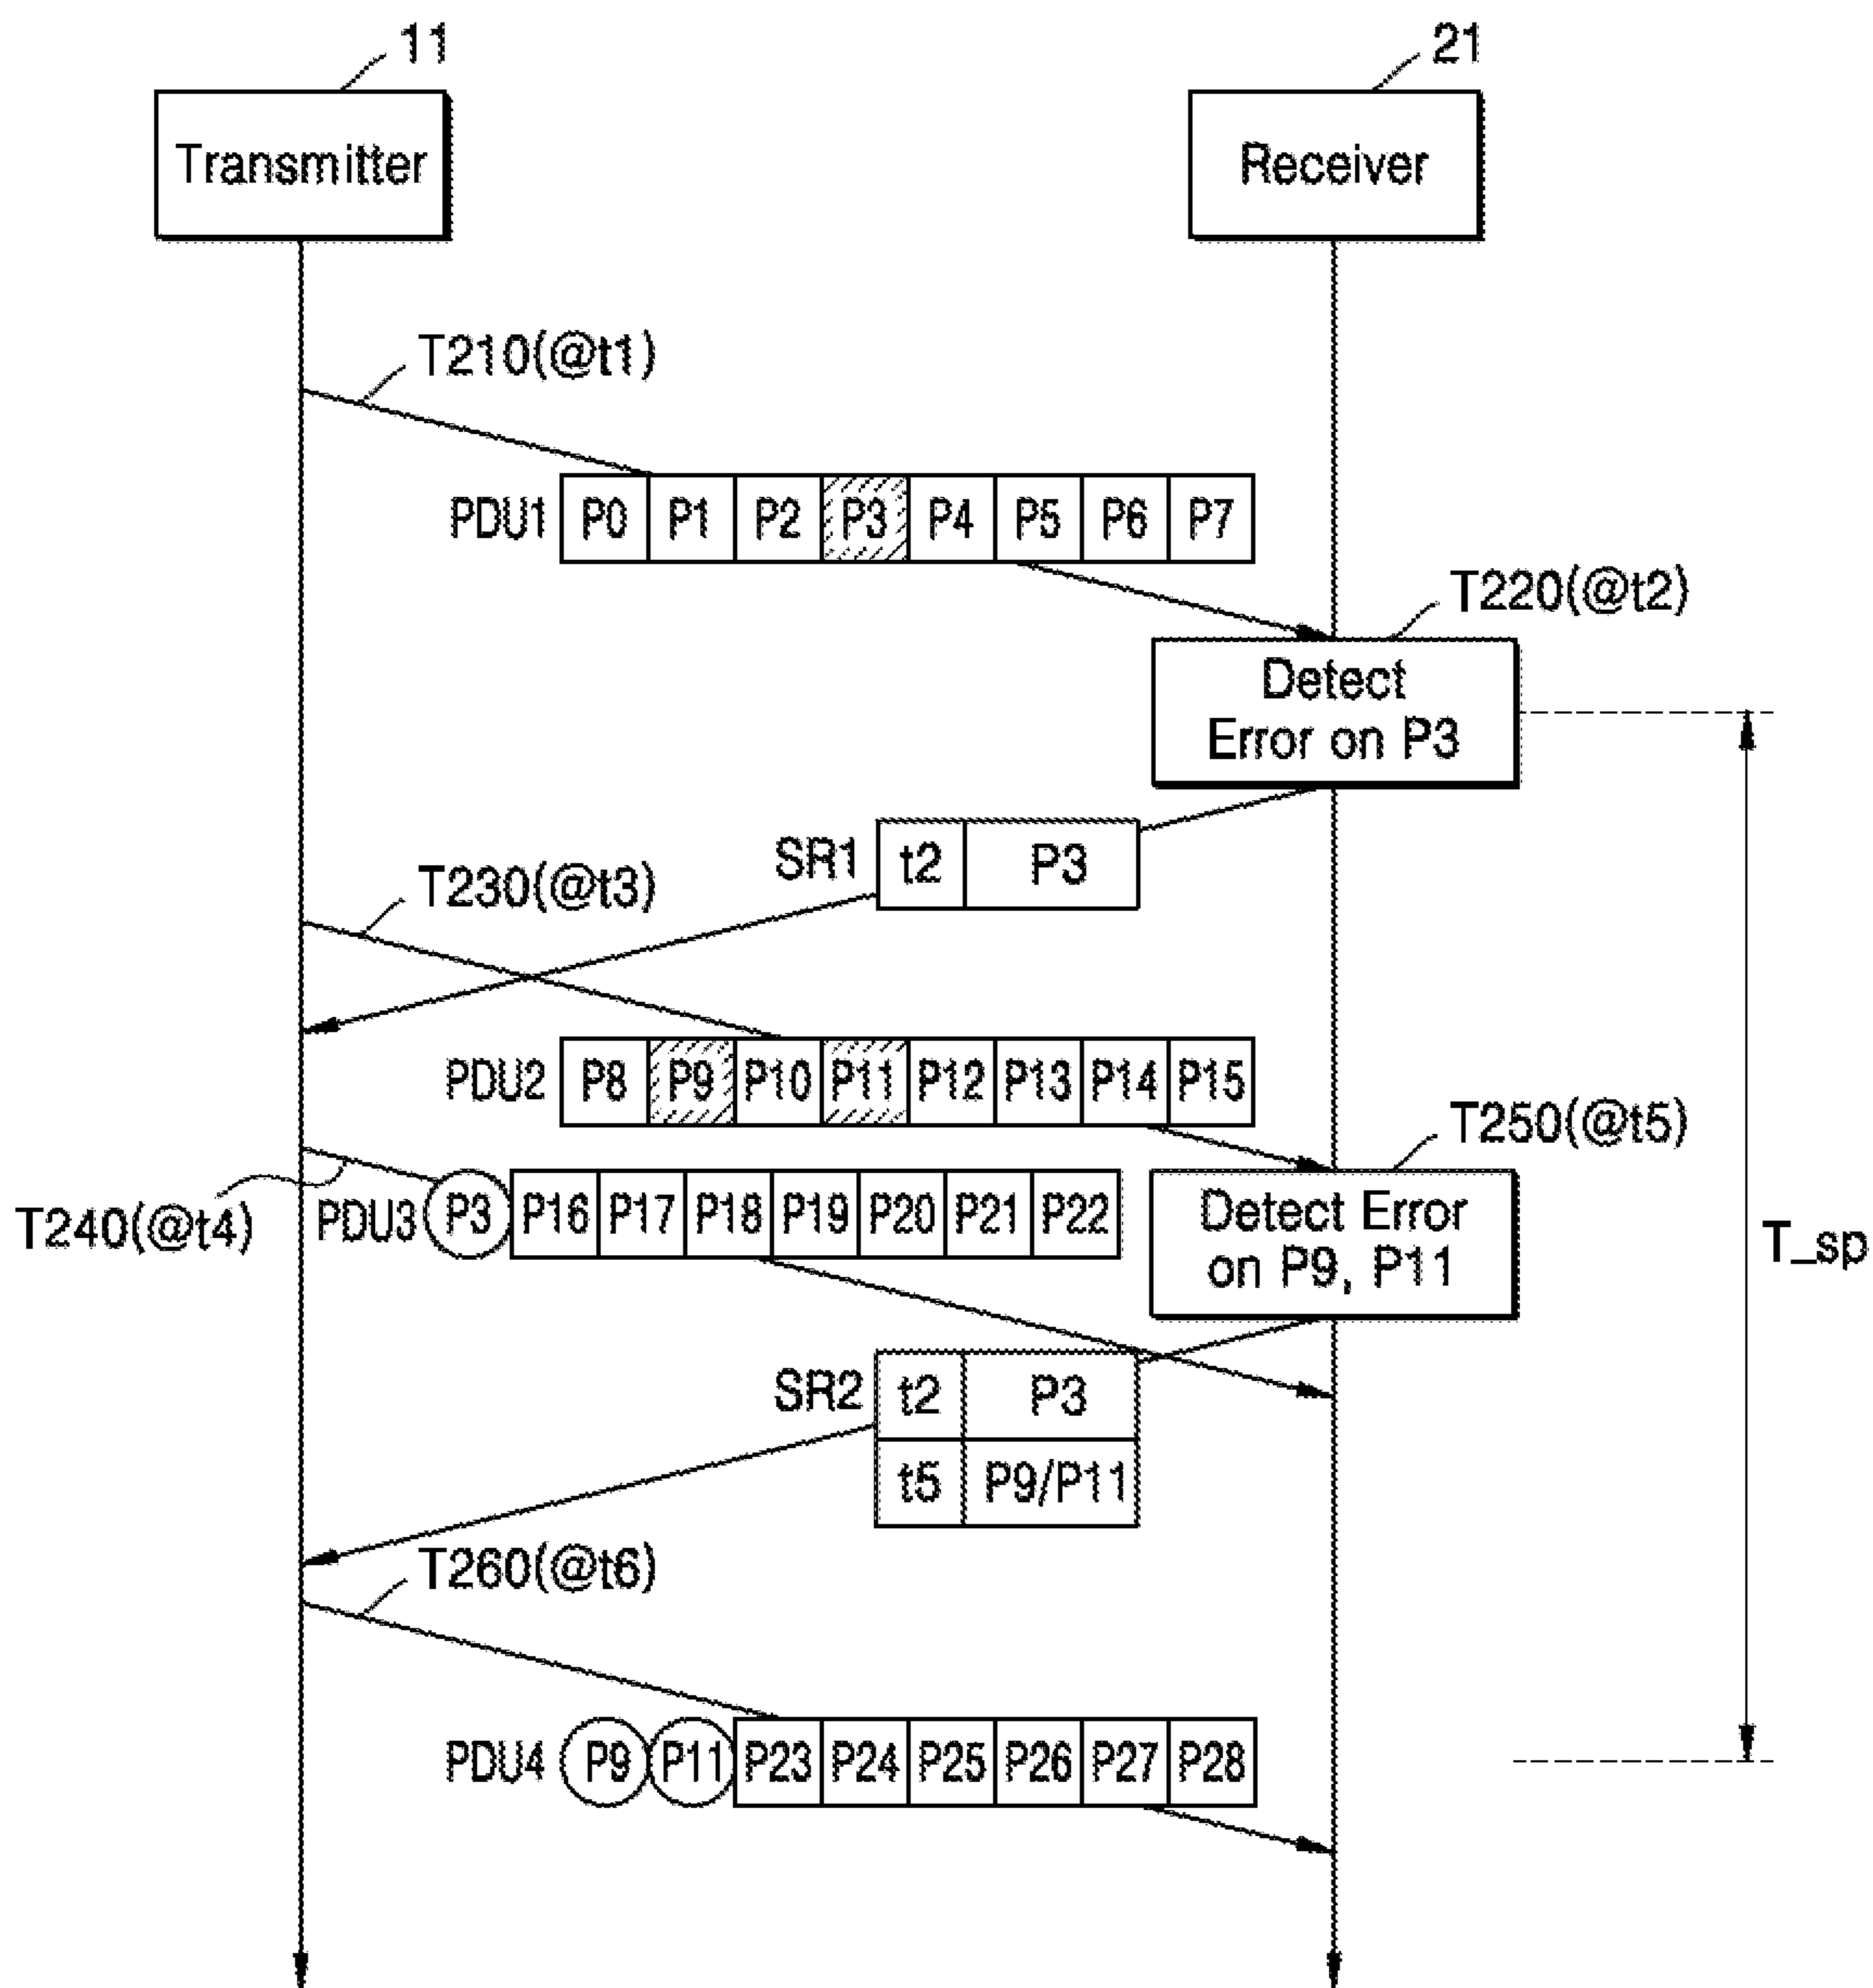 11
21
Transmitter
Receiver
T210(@t1)
PDU1 P0 P1 P2 P3 P4 P5 P6 P7
T220(@t2)
Detect
Error on P3
SR1 t2 P3
T230(@t3)
PDU2 P8 P9 P10 P11 P12 P13 P14 P15
T250(@t5)
T240(@t4)
PDU3 P3 P16 P17 P18 P19 P20 P21 P22
Detect Error
on P9, P11
T_sp
SR2 t2 P3
t5 P9/P11
T260(@t6)
PDU4 P9 P11 P23 P24 P25 P26 P27 P28